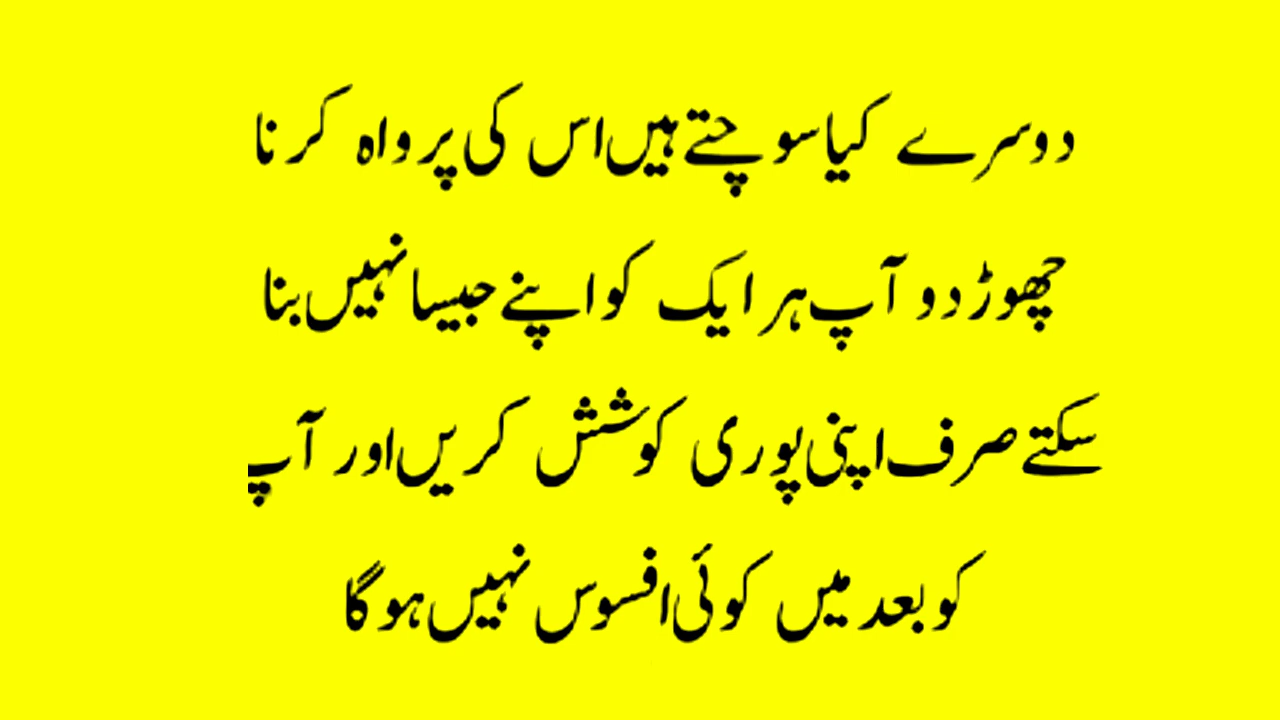 دوسرے کیا سوچتے ہیں اس کی پرواہ کرنا
چھوڑ دو آپ ہر ایک کو اپنے جیسا نہیں بنا
سکتے صرف اپنی پوری کوشش کریں اور آپ
کو بعد میں کوئی افسوس نہیں ہوگا